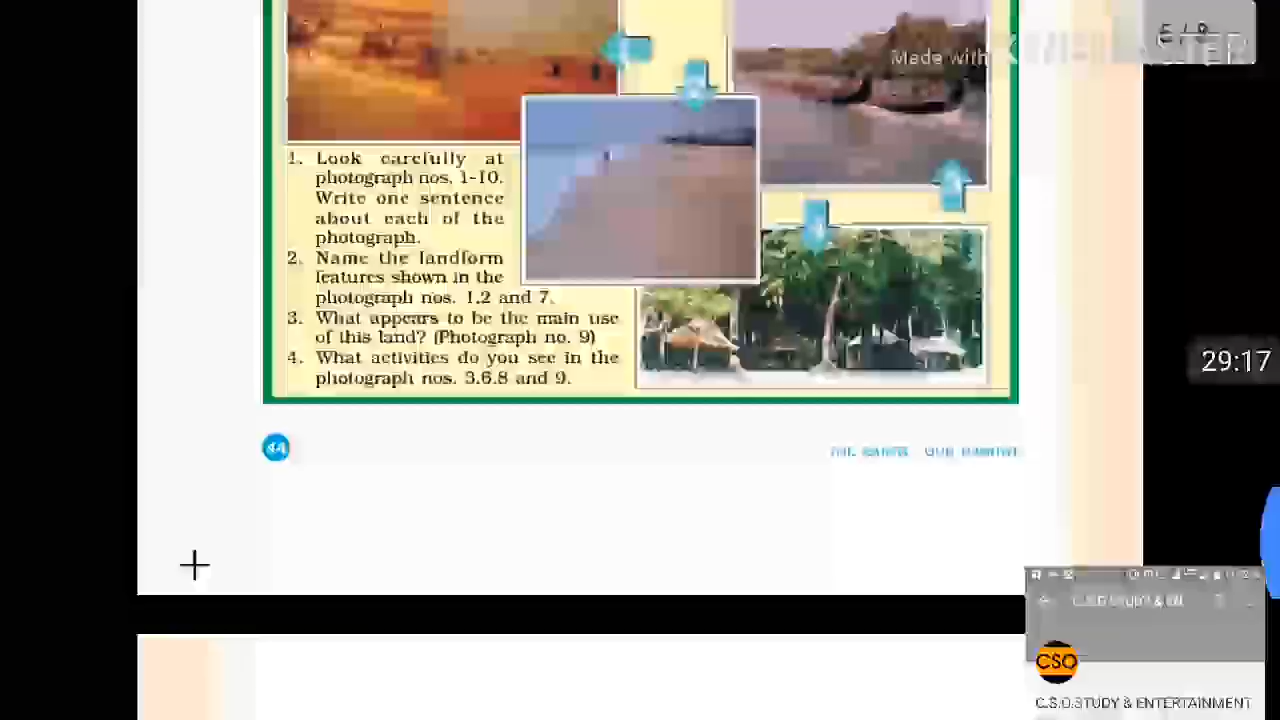 Made with
1. Look carefully at
photograph nos. 1-10.
Write one sentence
about each of the
photograph.
2. Name the landform
features shown in the
photograph nos. 1,2 and 7.
3. What appears to be the main use
of this land? (Photograph no. 9)
4. What activities do you see in the
photograph nos. 3,6,8 and 9.
29:17
44
CSO
C.S.O.STUDY & ENTERTAINMENT